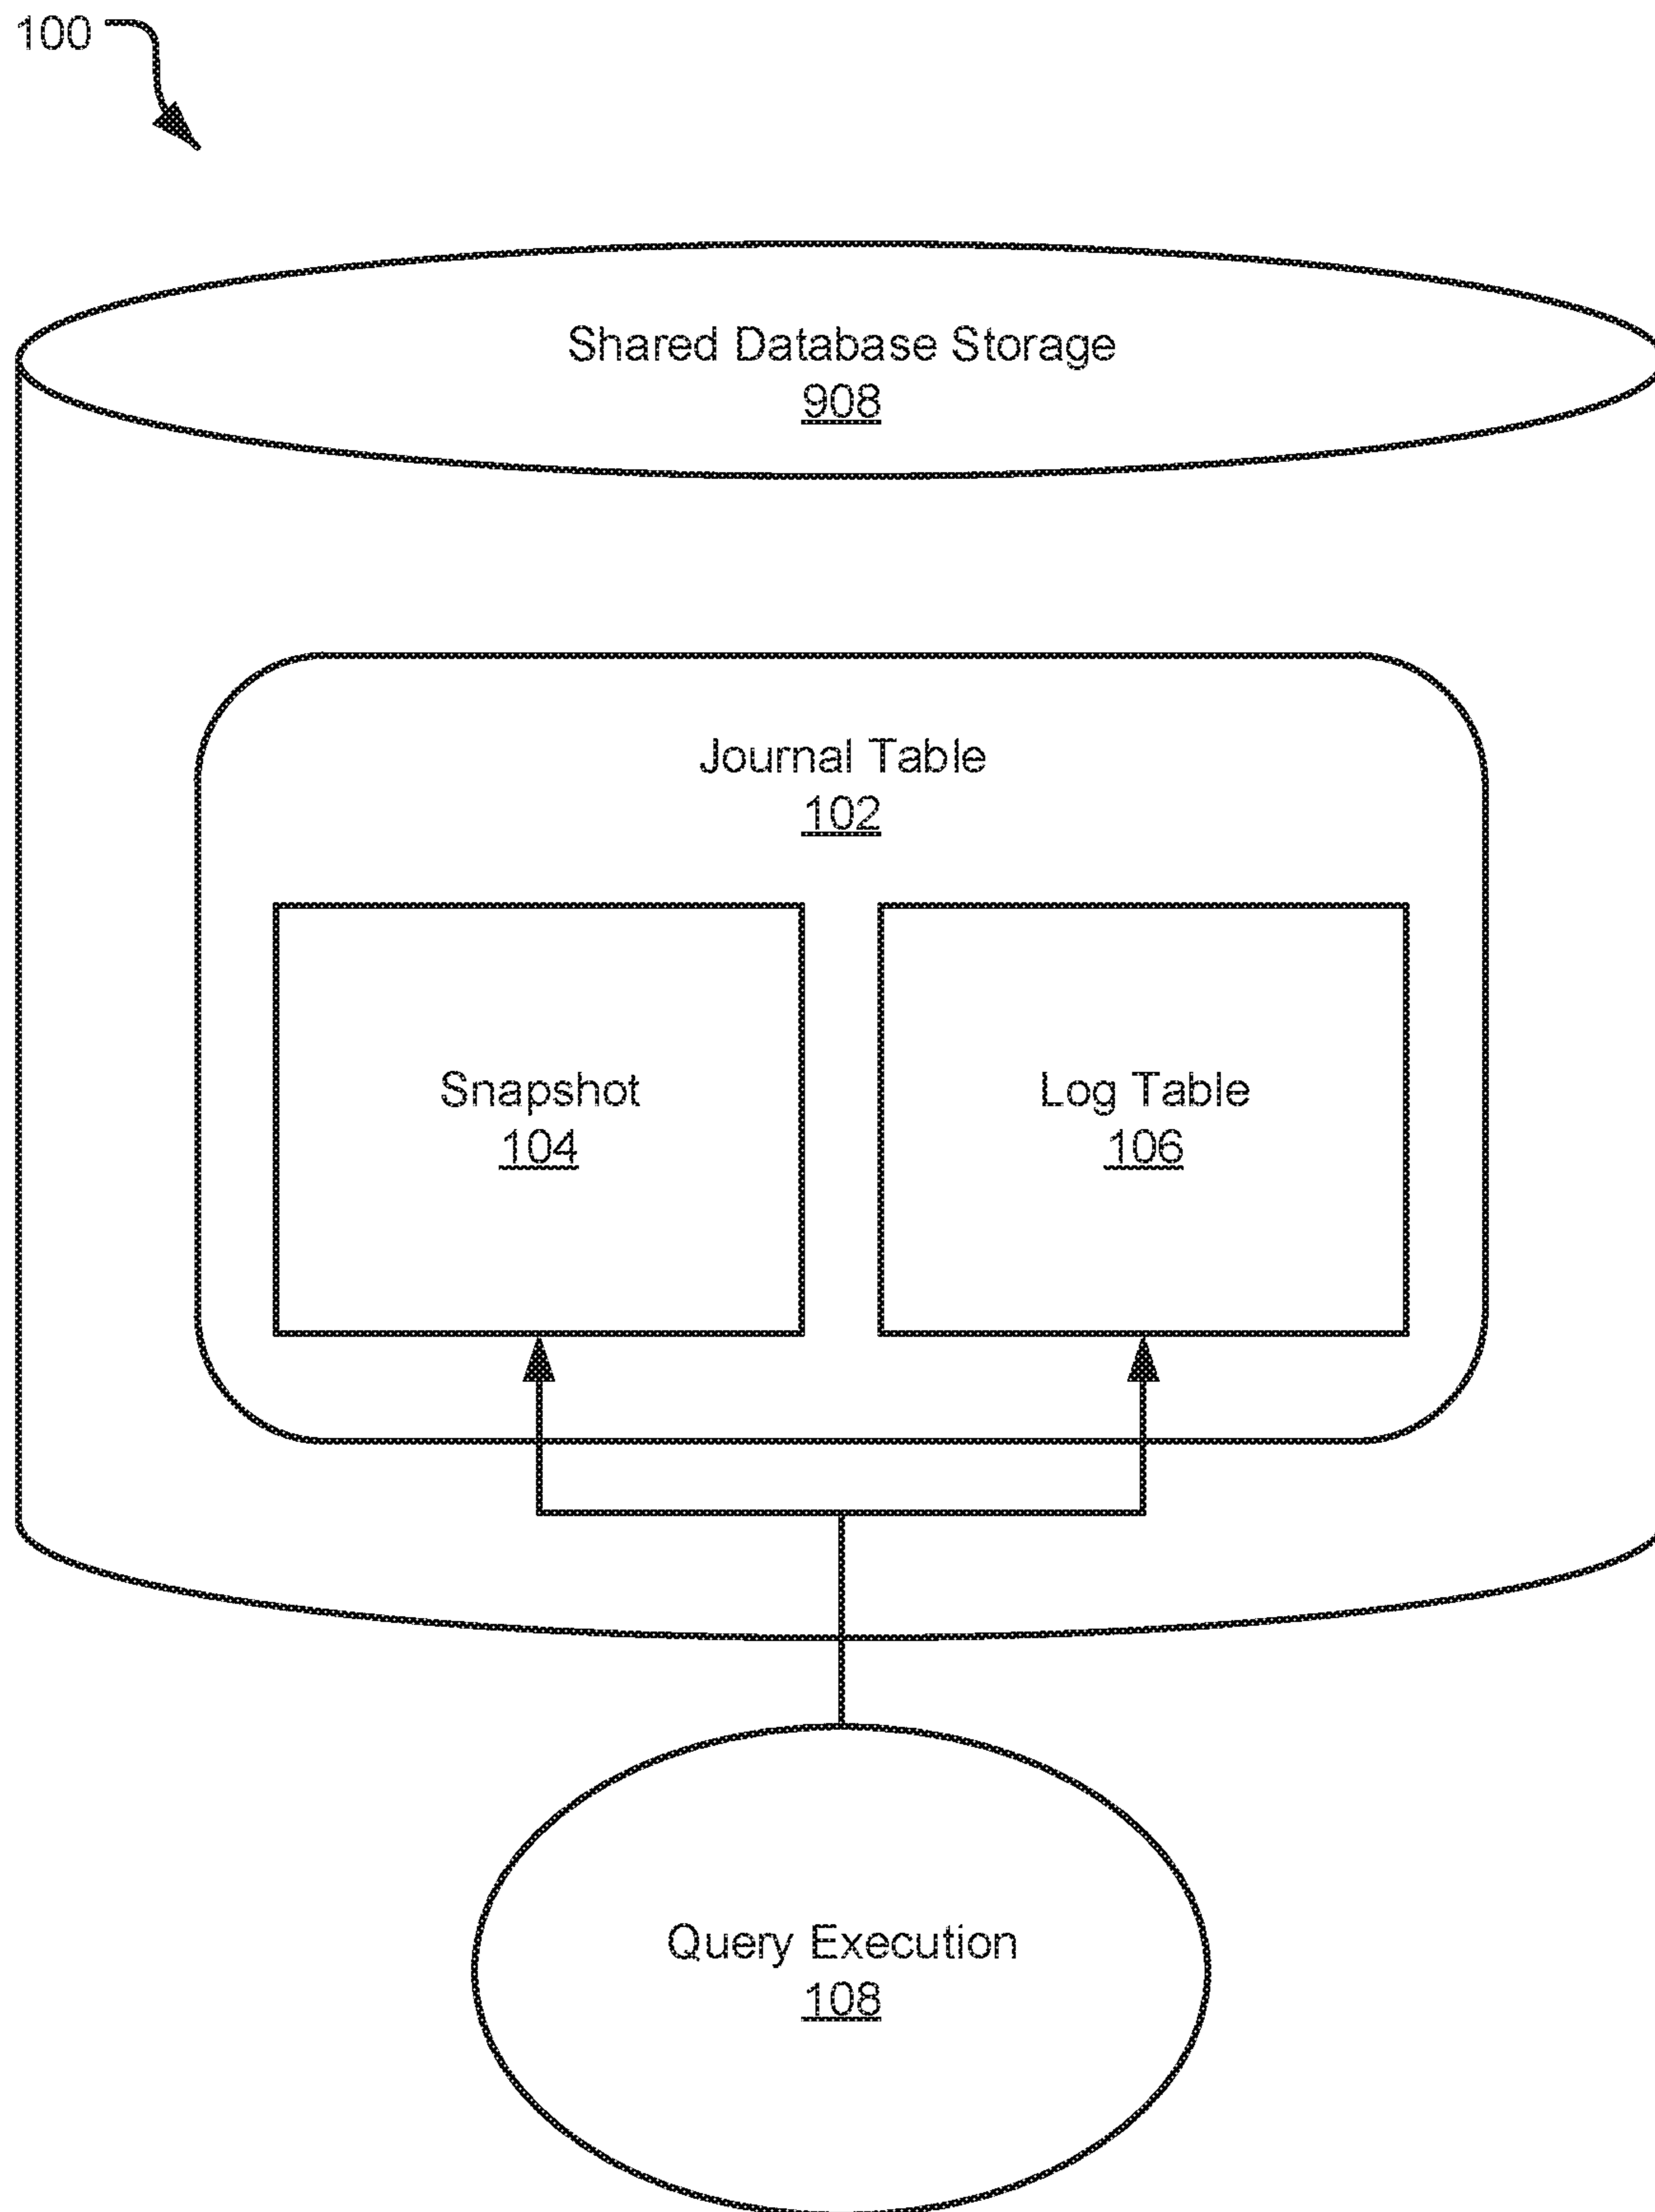 100
Shared Database Storage
908
Journal Table
102
Snapshot
104
Log Table
106
Query Execution
108